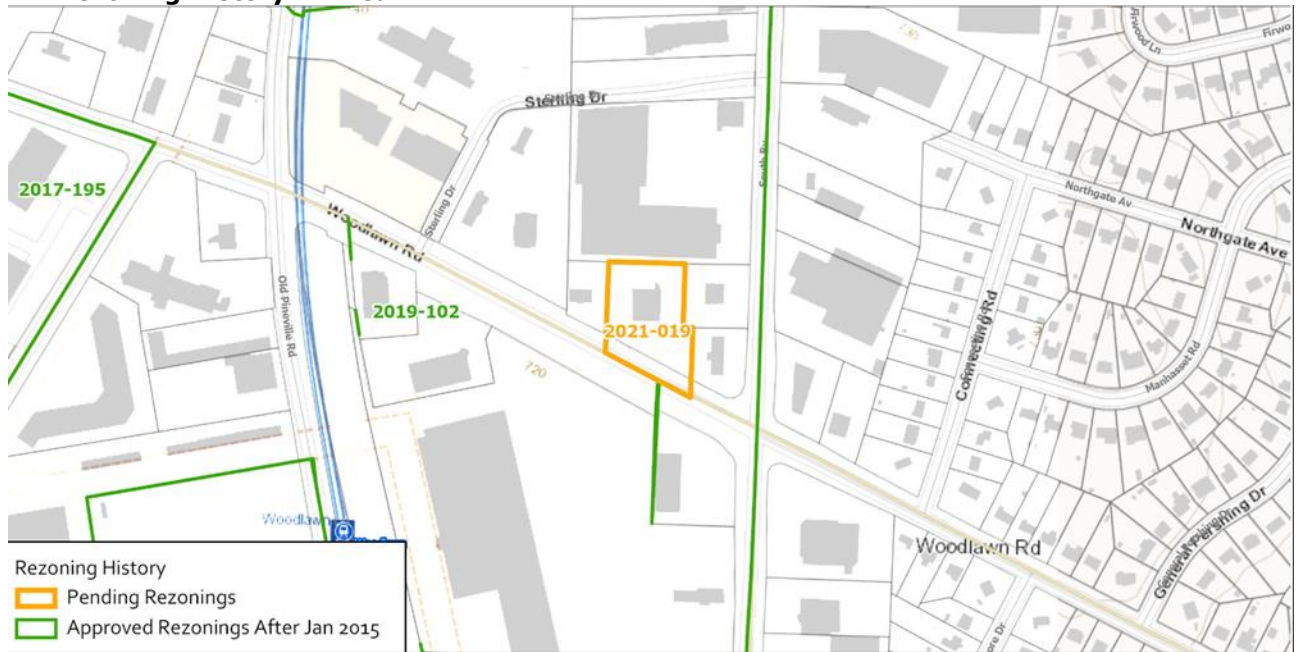 Firwood Ln
Sterling Dr
2017-195
Sterling Dr
Woodlawn Rd
Northgate Av
Northgate Ave
Old Pineville Rd
2019-102
2021-019
720
Connecting Rd
Manhasset Rd
Woodlawn
Woodlawn Rd
General Pershing Dr
Rezoning History
Pending Rezonings
Approved Rezonings After Jan 2015